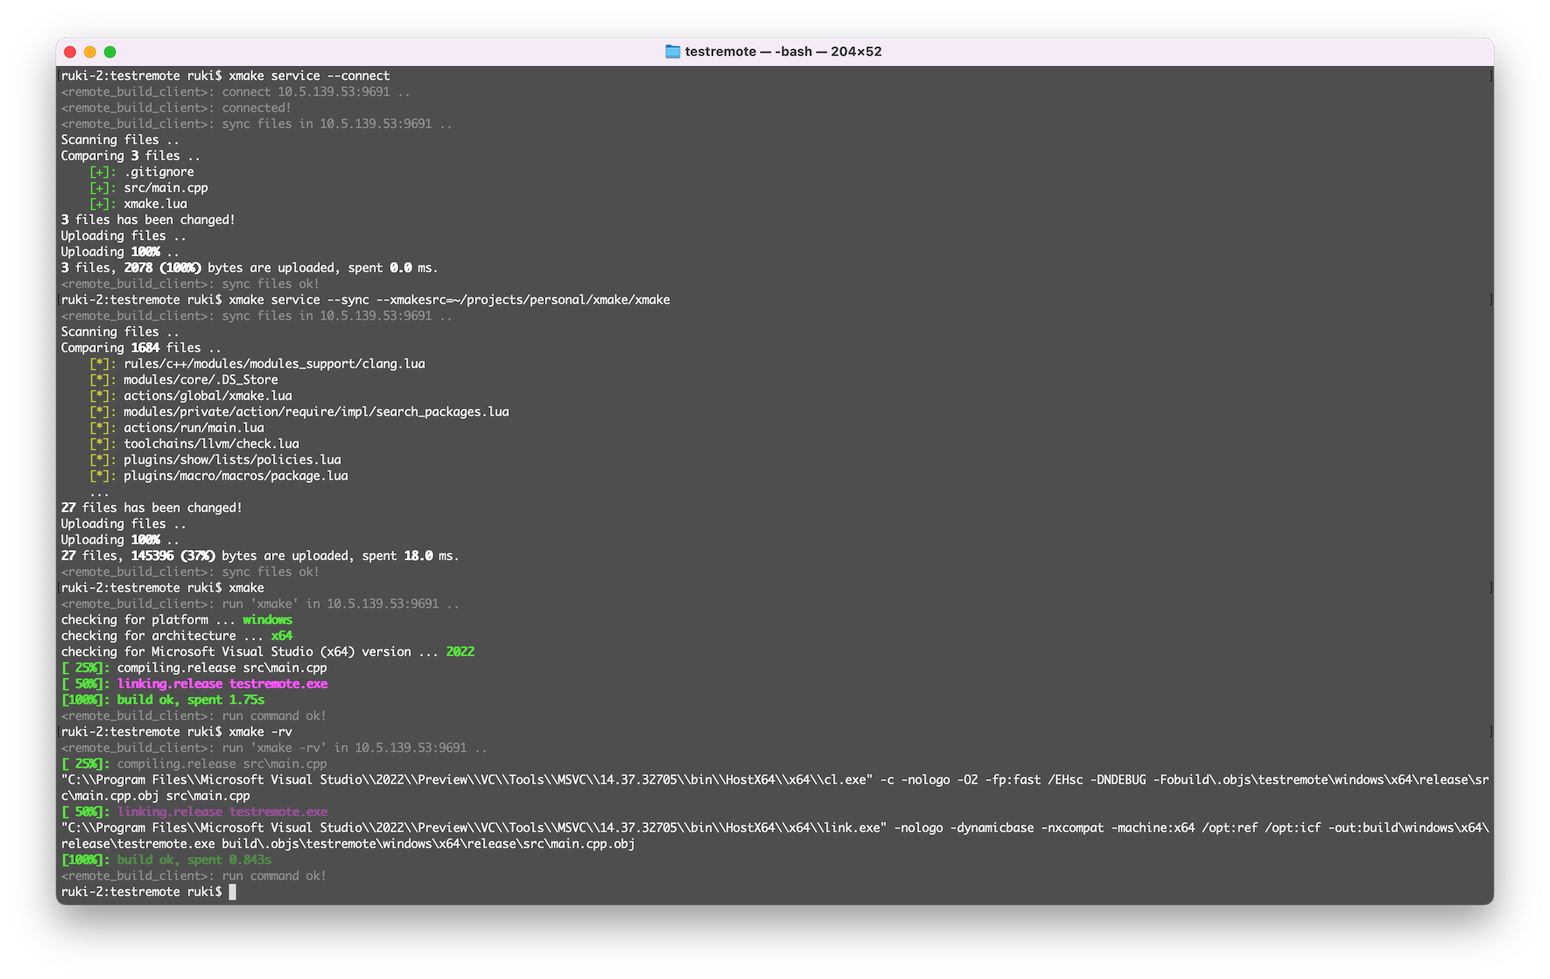 testremote — -bash — 204×52
ruki-2:testremote ruki$ xmake service --connect
<remote_build_client>: connect 10.5.139.53:9691 ..
<remote_build_client>: connected!
<remote_build_client>: sync files in 10.5.139.53:9691 ..
Scanning files ..
Comparing 3 files ..
    [+]: .gitignore
    [+]: src/main.cpp
    [+]: xmake.lua
3 files has been changed!
Uploading files ..
Uploading 100% ..
3 files, 2078 (100%) bytes are uploaded, spent 0.0 ms.
<remote_build_client>: sync files ok!
ruki-2:testremote ruki$ xmake service --sync --xmakesrc=~/projects/personal/xmake/xmake
<remote_build_client>: sync files in 10.5.139.53:9691 ..
Scanning files ..
Comparing 1684 files ..
    [*]: rules/c++/modules/modules_support/clang.lua
    [*]: modules/core/.DS_Store
    [*]: actions/global/xmake.lua
    [*]: modules/private/action/require/impl/search_packages.lua
    [*]: actions/run/main.lua
    [*]: toolchains/llvm/check.lua
    [*]: plugins/show/lists/policies.lua
    [*]: plugins/macro/macros/package.lua
    ...
27 files has been changed!
Uploading files ..
Uploading 100% ..
27 files, 145396 (37%) bytes are uploaded, spent 18.0 ms.
<remote_build_client>: sync files ok!
ruki-2:testremote ruki$ xmake
<remote_build_client>: run 'xmake' in 10.5.139.53:9691 ..
checking for platform ... windows
checking for architecture ... x64
checking for Microsoft Visual Studio (x64) version ... 2022
[ 25%]: compiling.release src\main.cpp
[ 50%]: linking.release testremote.exe
[100%]: build ok, spent 1.75s
<remote_build_client>: run command ok!
ruki-2:testremote ruki$ xmake -rv
<remote_build_client>: run 'xmake -rv' in 10.5.139.53:9691 ..
[ 25%]: compiling.release src\main.cpp
"C:\\Program Files\\Microsoft Visual Studio\\2022\\Preview\\VC\\Tools\\MSVC\\14.37.32705\\bin\\HostX64\\x64\\cl.exe" -c -nologo -O2 -fp:fast /EHsc -DNDEBUG -Fobuild\.objs\testremote\windows\x64\release\sr
c\main.cpp.obj src\main.cpp
[ 50%]: linking.release testremote.exe
"C:\\Program Files\\Microsoft Visual Studio\\2022\\Preview\\VC\\Tools\\MSVC\\14.37.32705\\bin\\HostX64\\x64\\link.exe" -nologo -dynamicbase -nxcompat -machine:x64 /opt:ref /opt:icf -out:build\windows\x64\
release\testremote.exe build\.objs\testremote\windows\x64\release\src\main.cpp.obj
[100%]: build ok, spent 0.843s
<remote_build_client>: run command ok!
ruki-2:testremote ruki$